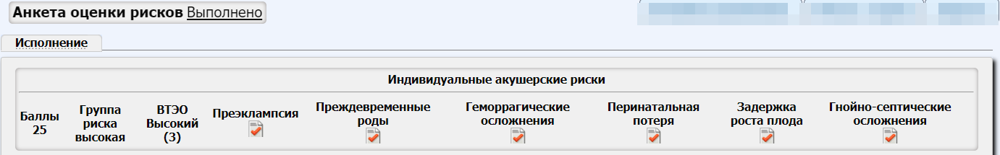 Анкета оценки рисков Выполнено
Исполнение
Индивидуальные акушерские риски
Баллы
25
Группа
риска
высокая
ВТЭО
Высокий
(3)
Преэклампсия
Преждевременные
роды
Геморрагические
осложнения
Перинатальная
потеря
Задержка
роста плода
Гнойно-септические
осложнения